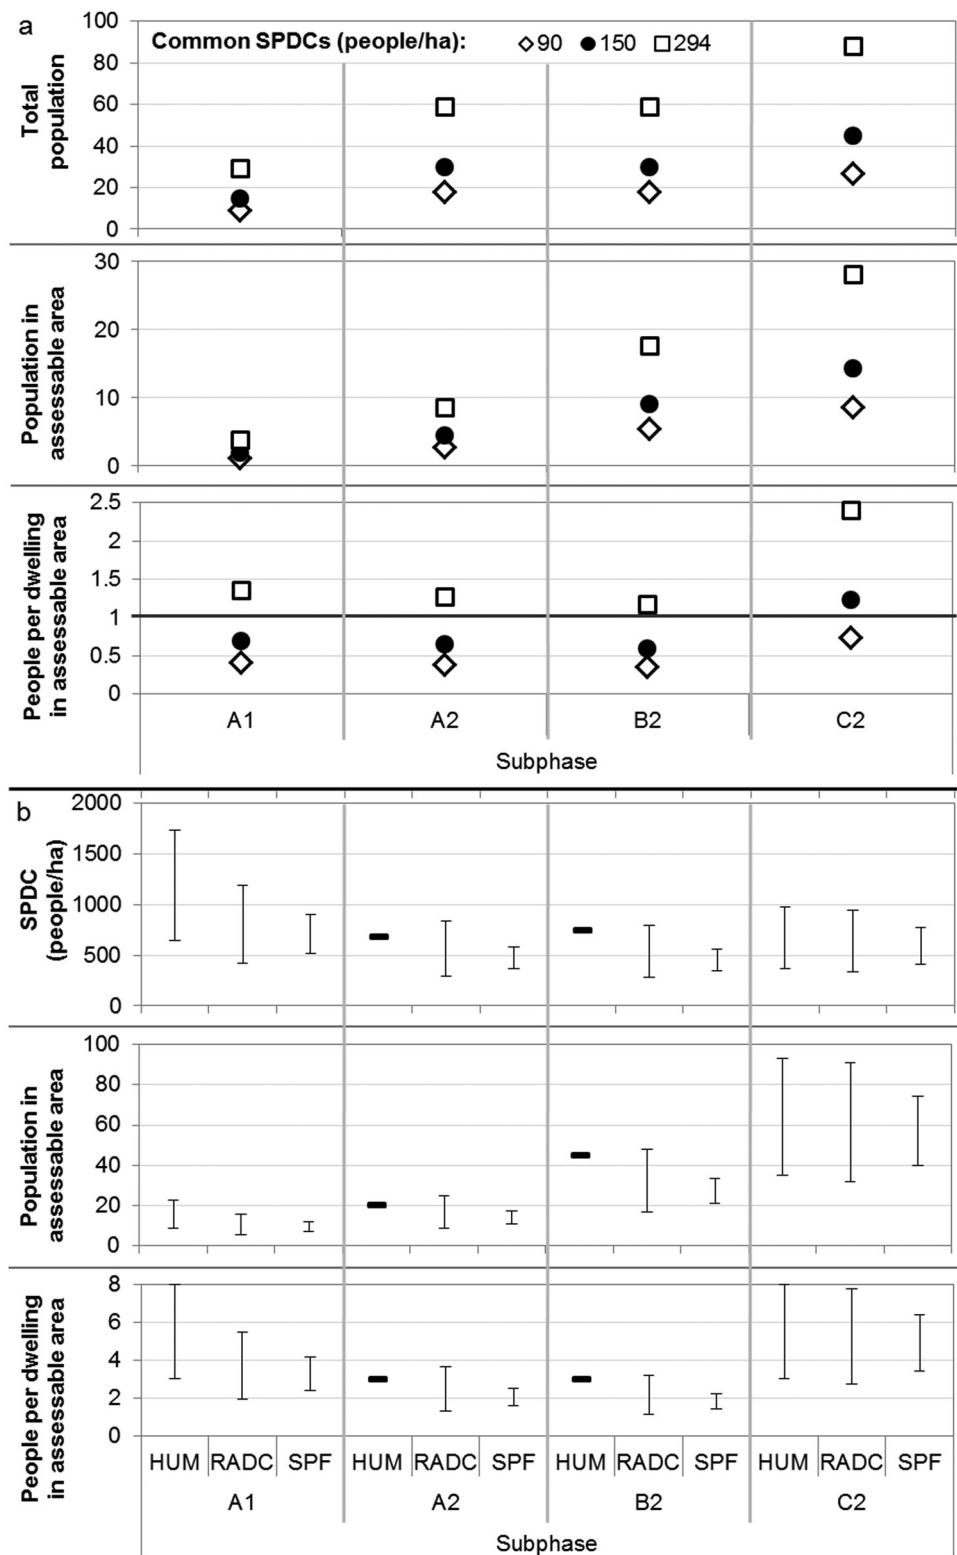 a
Common SPDCs (people/ha): ◇90 ●150 □294
Total population
100
80
60
40
20
0
Population in assessable area
30
20
10
0
People per dwelling in assessable area
2.5
2
1.5
1
0.5
0
A1 A2 B2 C2
Subphase
b
SPDC (people/ha)
2000
1500
1000
500
0
Population in assessable area
100
80
60
40
20
0
People per dwelling in assessable area
8
6
4
2
0
HUM RADC SPF HUM RADC SPF HUM RADC SPF HUM RADC SPF
A1 A2 B2 C2
Subphase